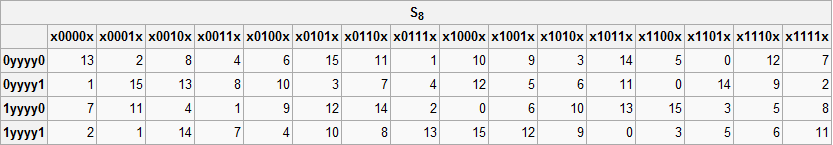 S8
x0000x x0001x x0010x x0011x x0100x x0101x x0110x x0111x x1000x x1001x x1010x x1011x x1100x x1101x x1110x x1111x
0yyyy0 13 2 8 4 6 15 11 1 10 9 3 14 5 0 12 7
0yyyy1 1 15 13 8 10 3 7 4 12 5 6 11 0 14 9 2
1yyyy0 7 11 4 1 9 12 14 2 0 6 10 13 15 3 5 8
1yyyy1 2 1 14 7 4 10 8 13 15 12 9 0 3 5 6 11